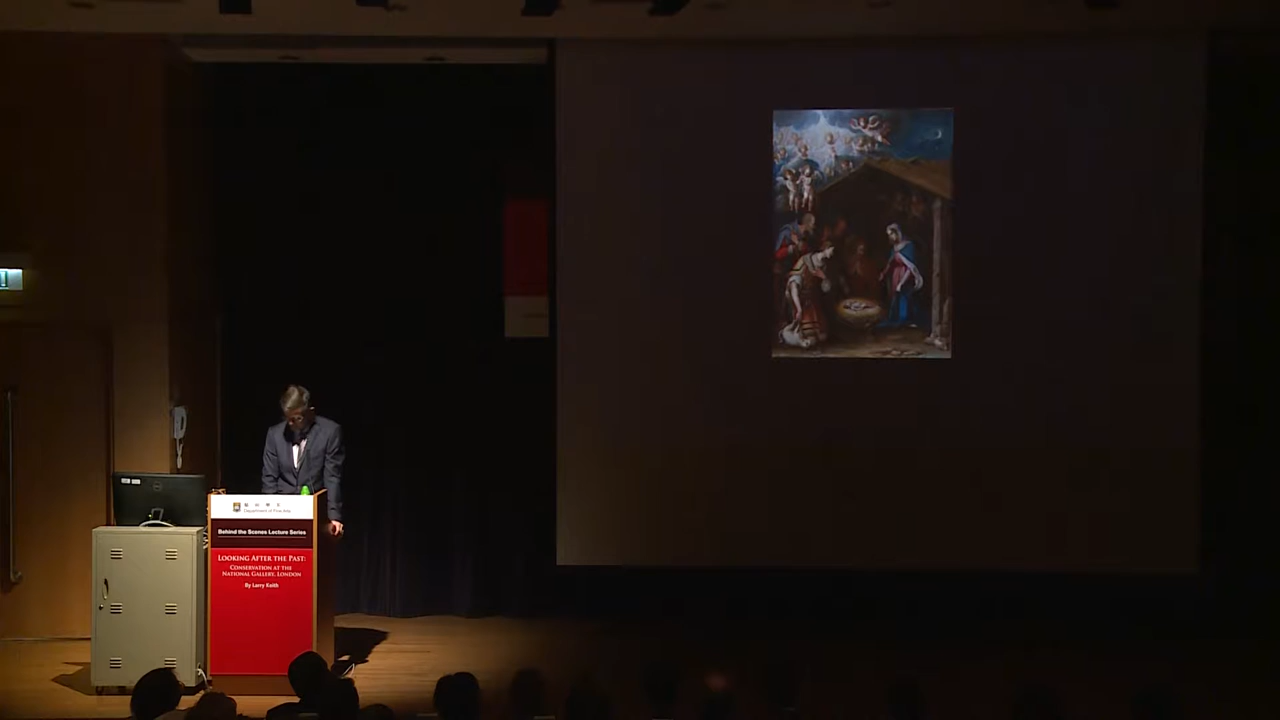 Department of Fine Arts
Behind the Scenes Lecture Series
LOOKING AFTER THE PAST:
CONSERVATION AT THE
NATIONAL GALLERY, LONDON
By Larry Keith